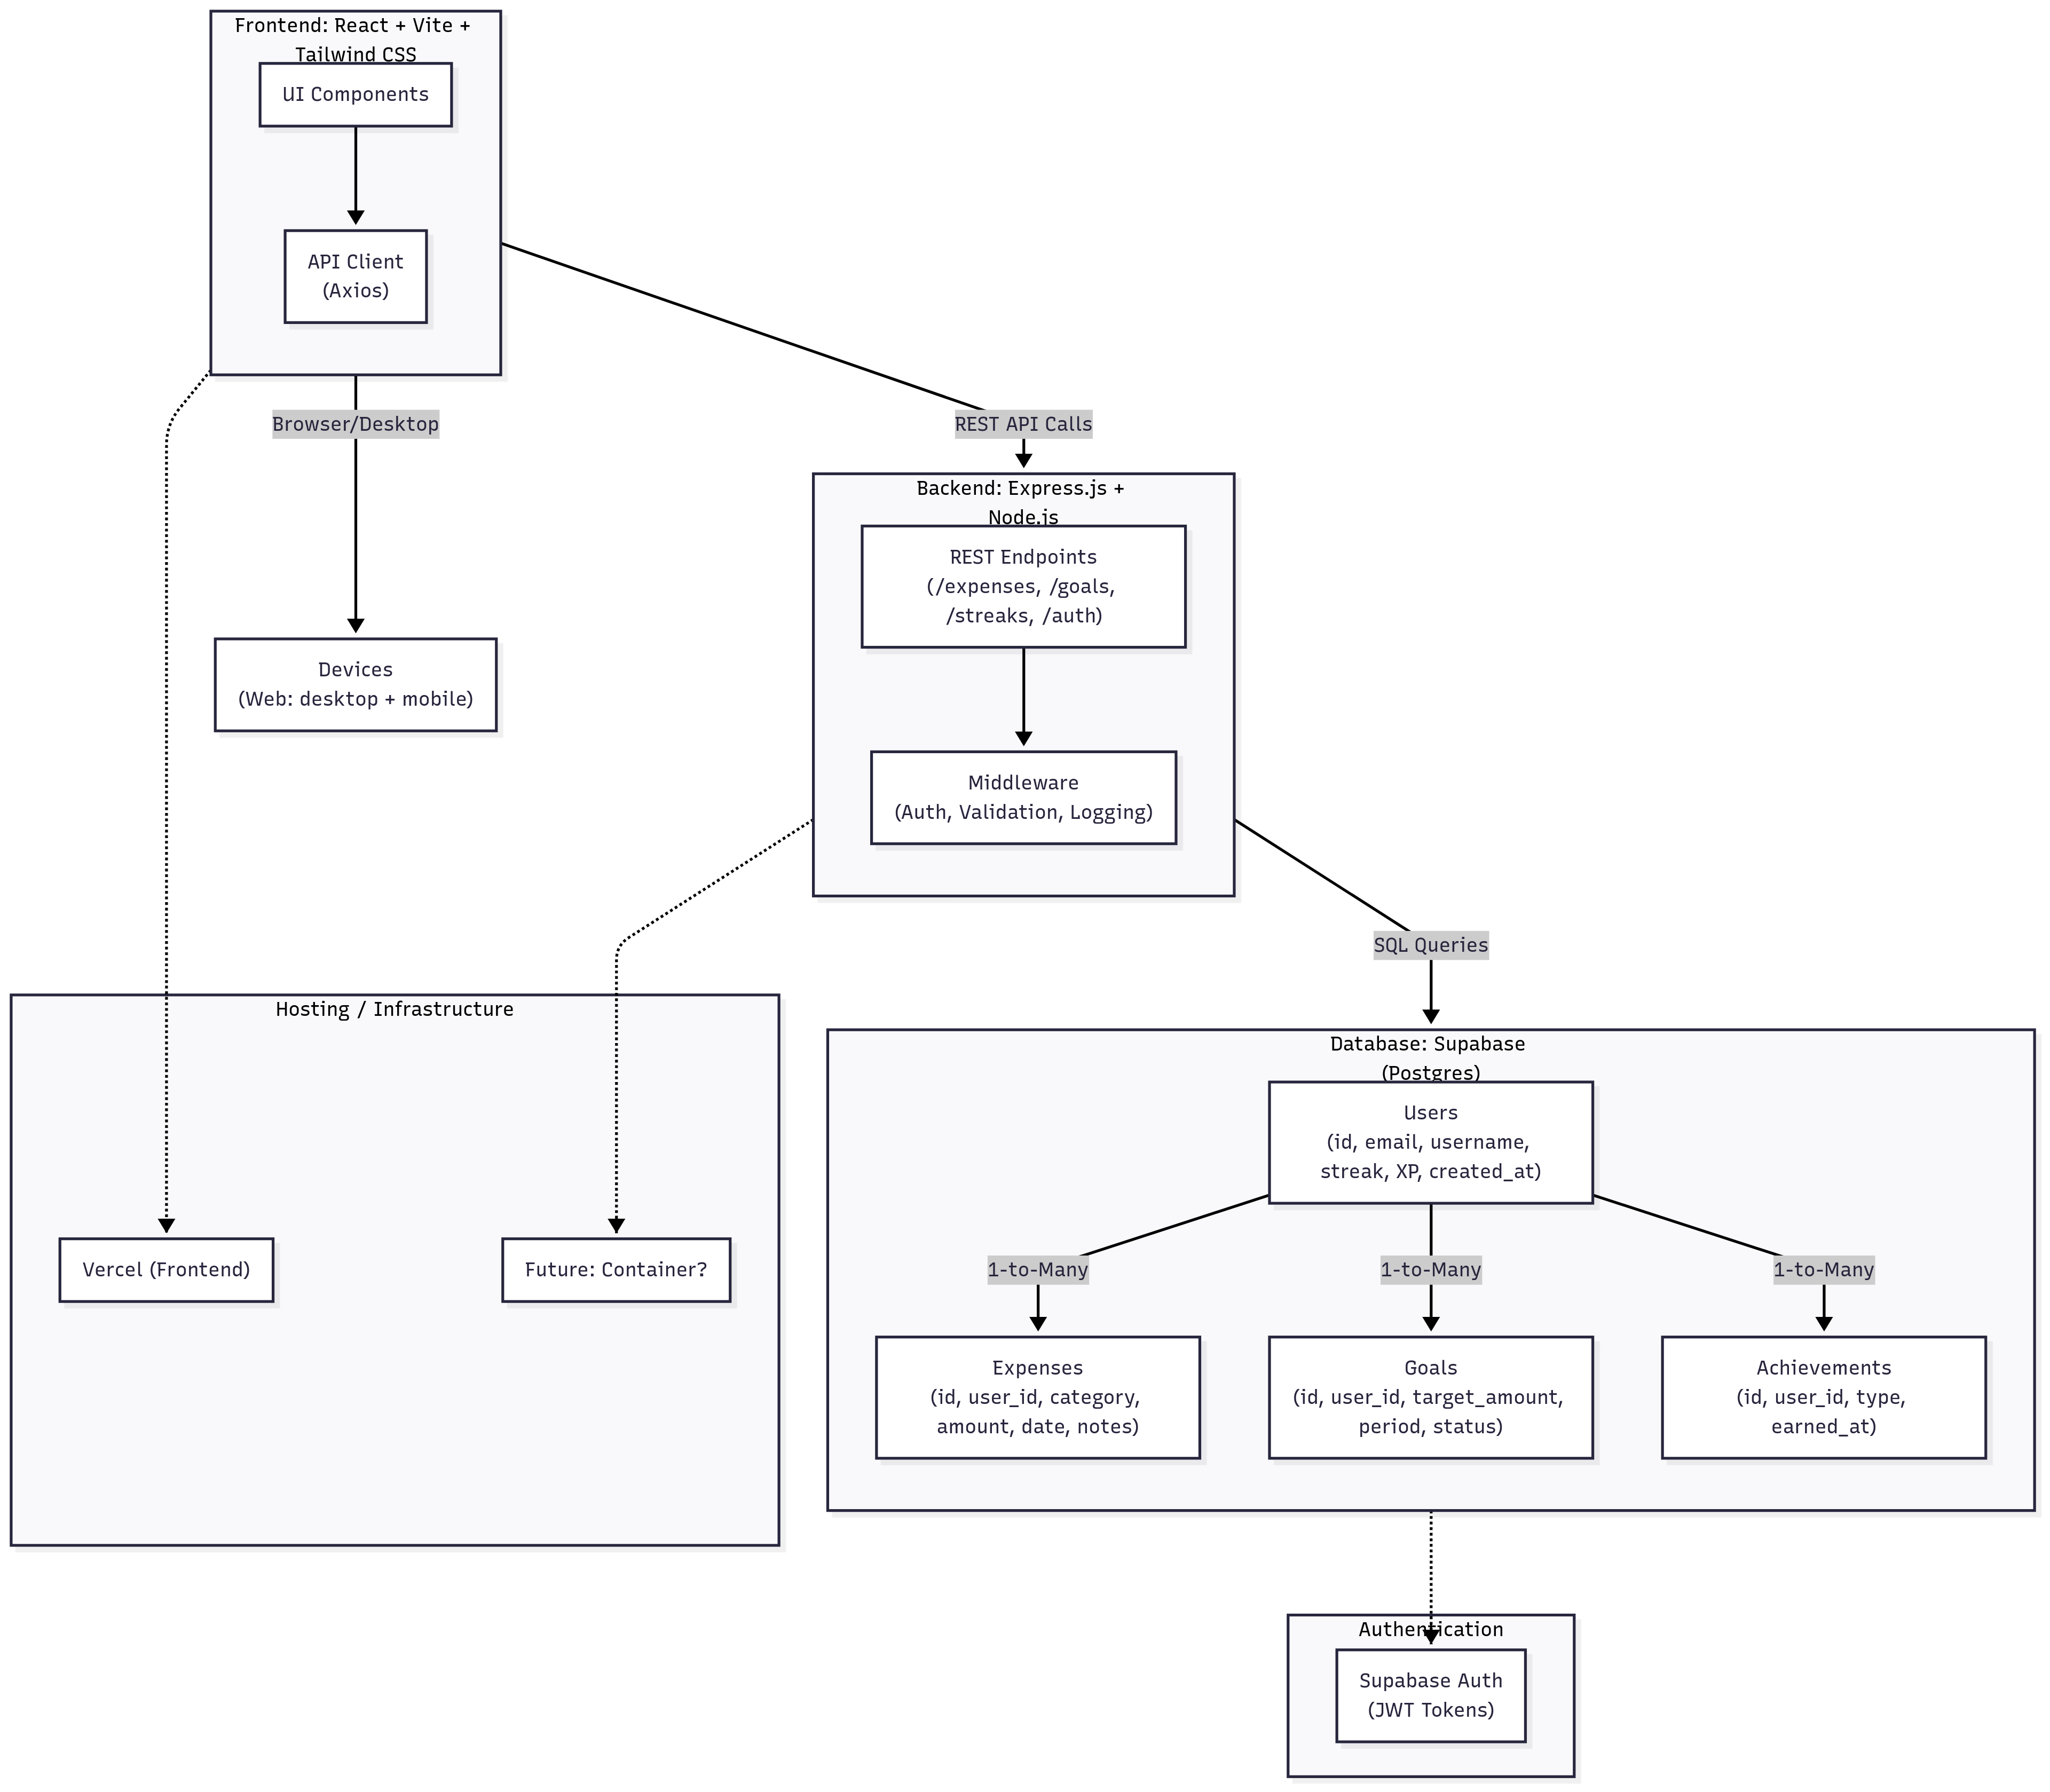 Frontend: React + Vite +
Tailwind CSS
UI Components
API Client
(Axios)
Browser/Desktop
REST API Calls
Backend: Express.js +
Node.js
REST Endpoints
(/expenses, /goals,
/streaks, /auth)
Devices
(Web: desktop + mobile)
Middleware
(Auth, Validation, Logging)
SQL Queries
Hosting / Infrastructure
Vercel (Frontend)
Future: Container?
Database: Supabase
(Postgres)
Users
(id, email, username,
streak, XP, created_at)
1-to-Many
1-to-Many
1-to-Many
Expenses
(id, user_id, category,
amount, date, notes)
Goals
(id, user_id, target_amount,
period, status)
Achievements
(id, user_id, type,
earned_at)
Authentication
Supabase Auth
(JWT Tokens)